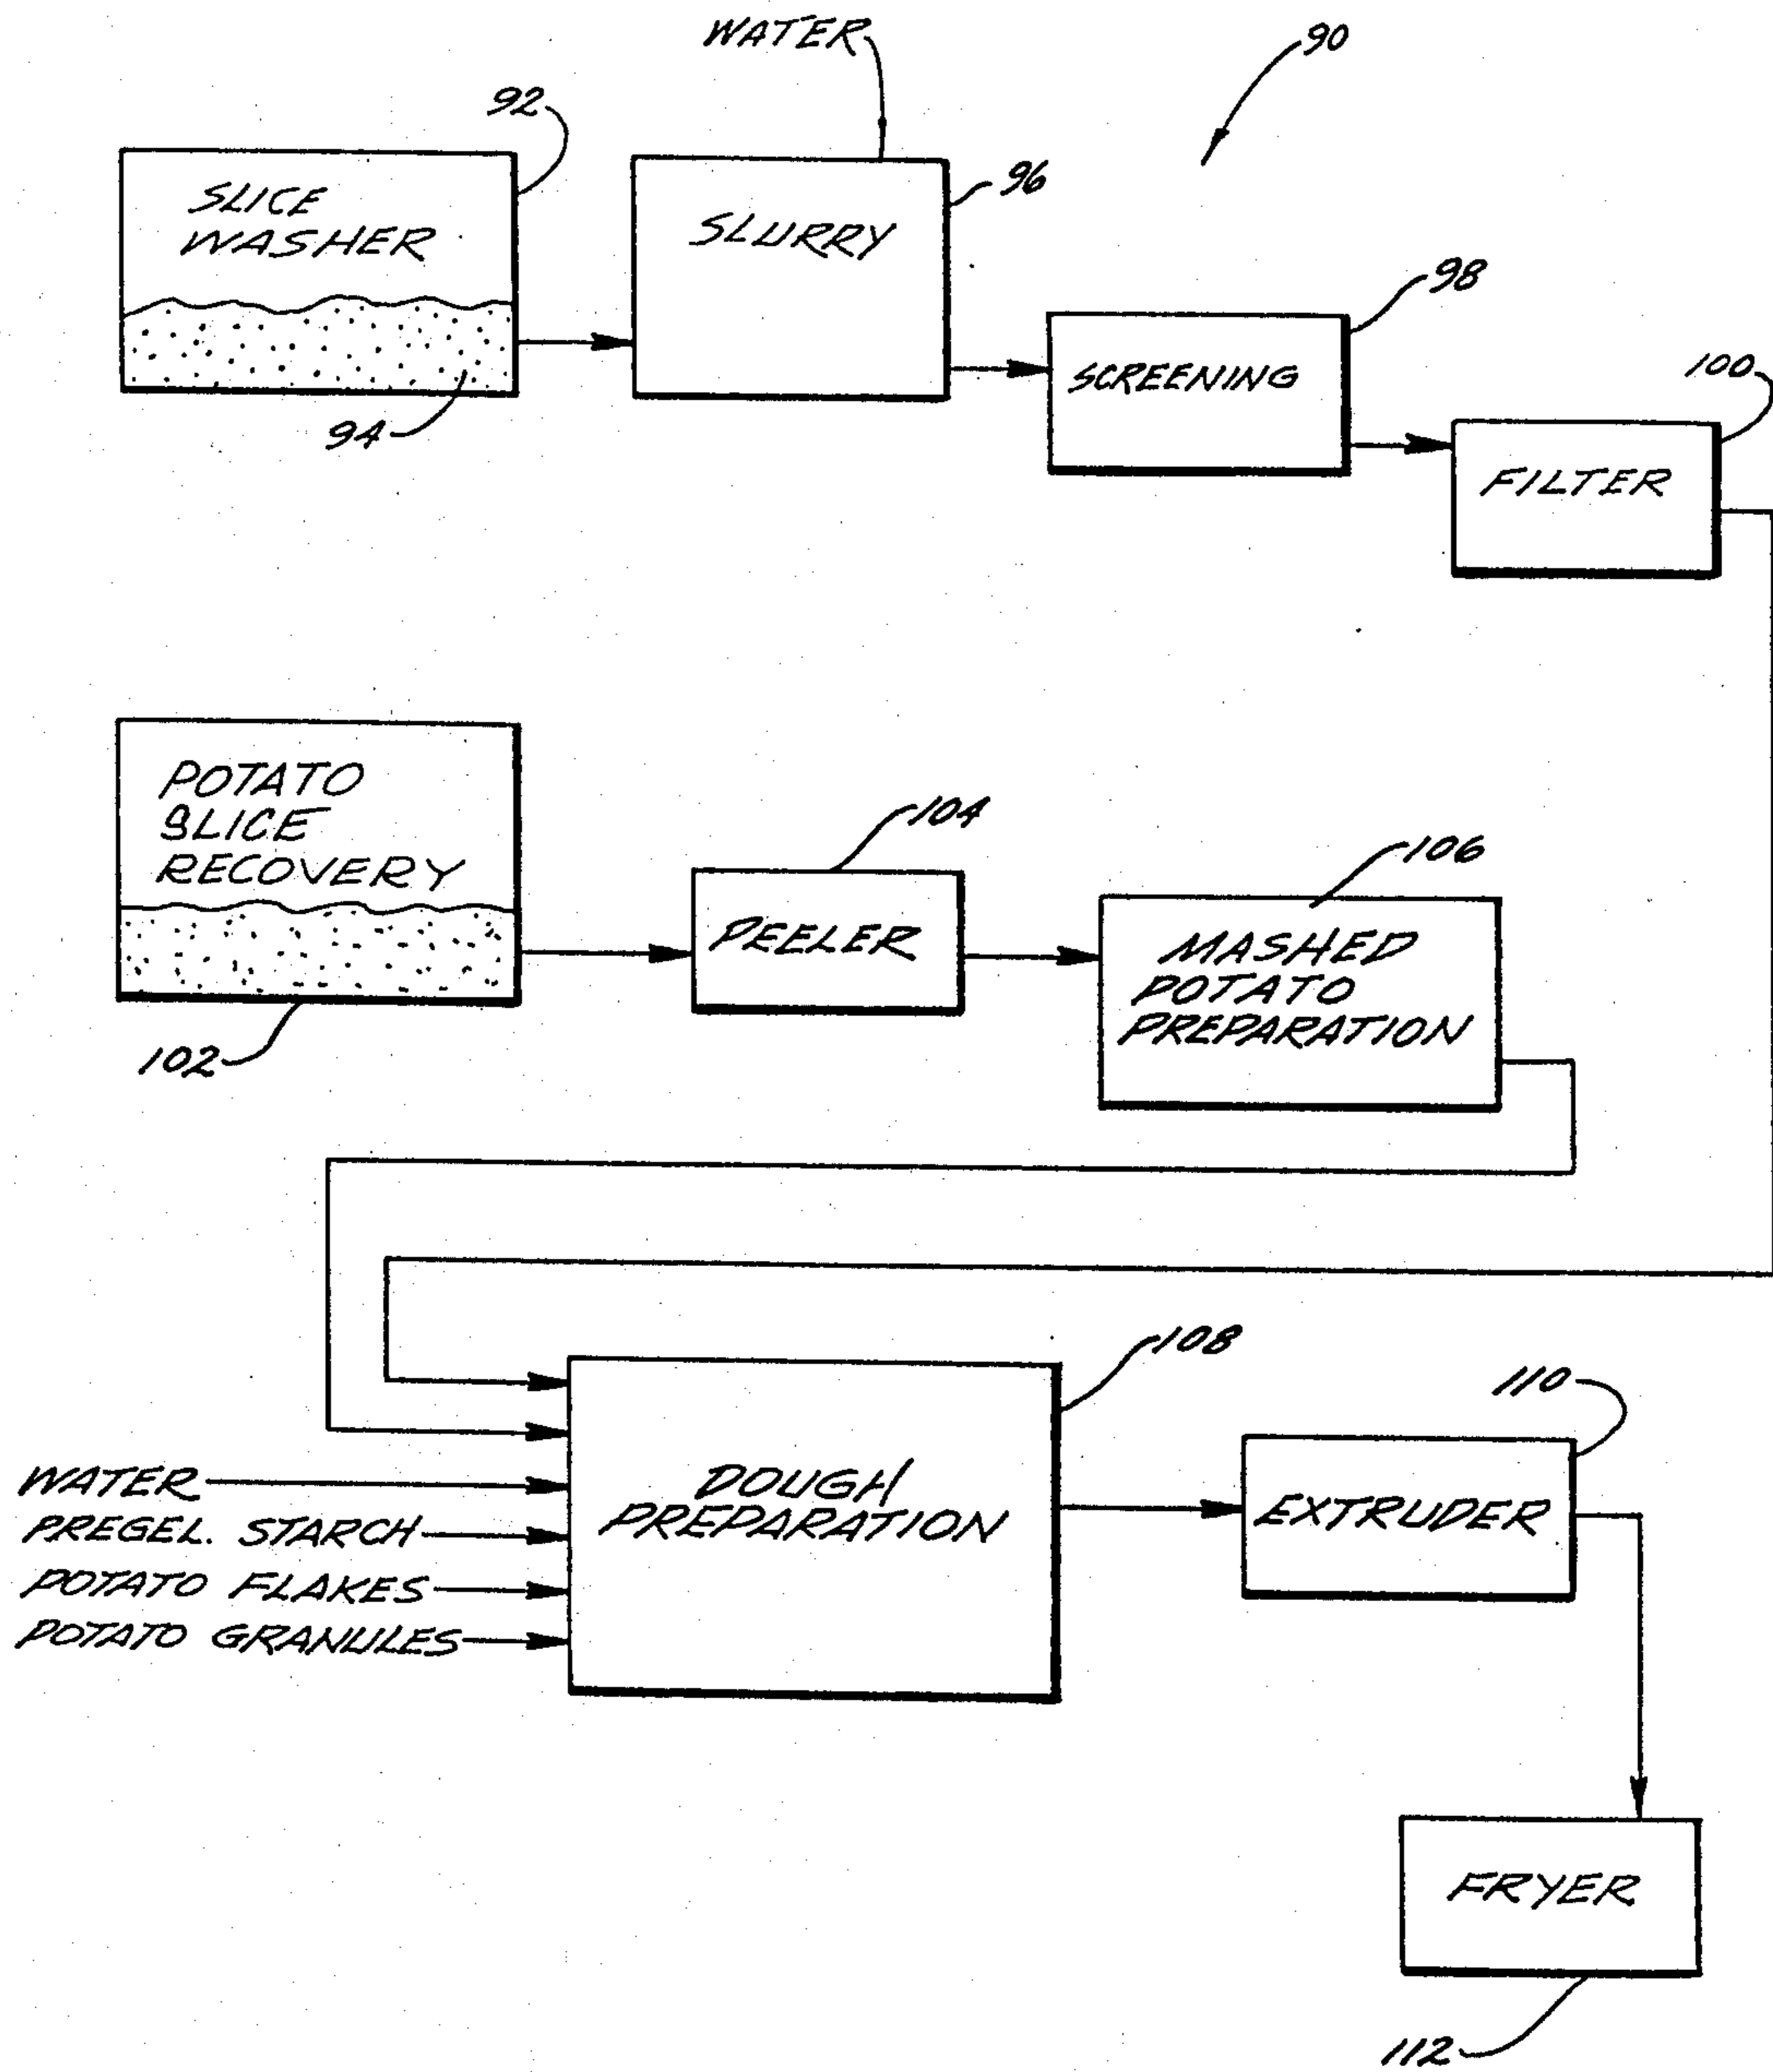 WATER
90
92
SLICE
WASHER
94
SLURRY
96
SCREENING
98
FILTER
100
POTATO
SLICE
RECOVERY
102
PEELER
104
MASHED
POTATO
PREPARATION
106
WATER
PREGEL. STARCH
POTATO FLAKES
POTATO GRANULES
DOUGH
PREPARATION
108
EXTRUDER
110
FRYER
112